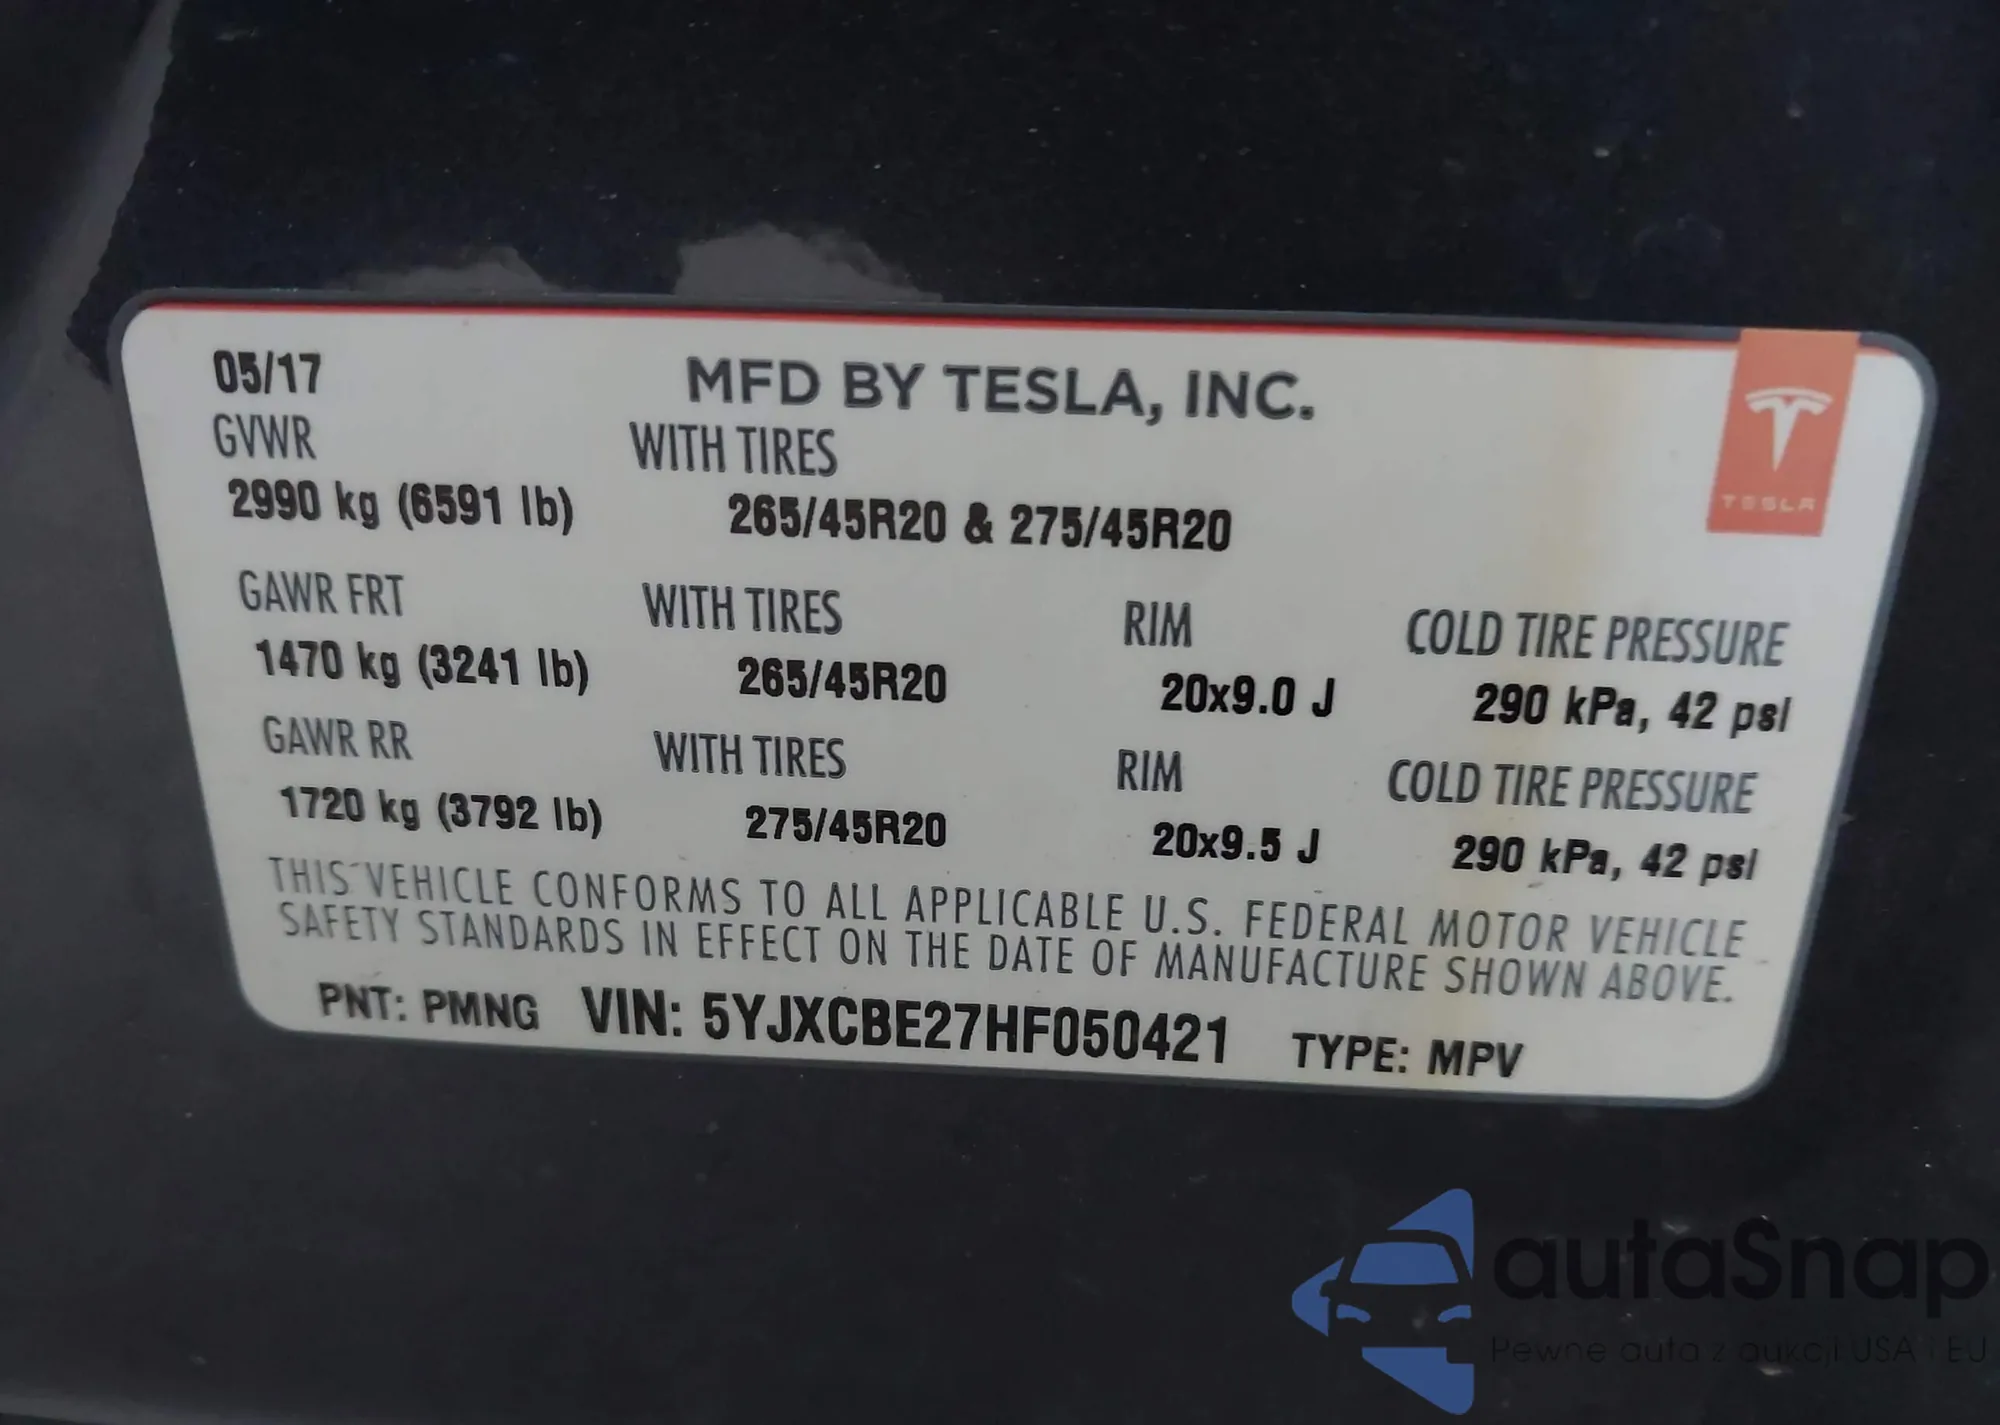 05/17
MFD BY TESLA, INC.
GVWR WITH TIRES
2990 kg (6591 lb) 265/45R20 & 275/45R20
TESLA
GAWR FRT WITH TIRES RIM COLD TIRE PRESSURE
1470 kg (3241 lb) 265/45R20 20x9.0 J 290 kPa, 42 psi
GAWR RR WITH TIRES RIM COLD TIRE PRESSURE
1720 kg (3792 lb) 275/45R20 20x9.5 J 290 kPa, 42 psi
THIS VEHICLE CONFORMS TO ALL APPLICABLE U.S. FEDERAL MOTOR VEHICLE
SAFETY STANDARDS IN EFFECT ON THE DATE OF MANUFACTURE SHOWN ABOVE.
PNT: PMNG VIN: 5YJXCBE27HF050421 TYPE: MPV
autaSnap
Pewne auta z aukcji USA i EU